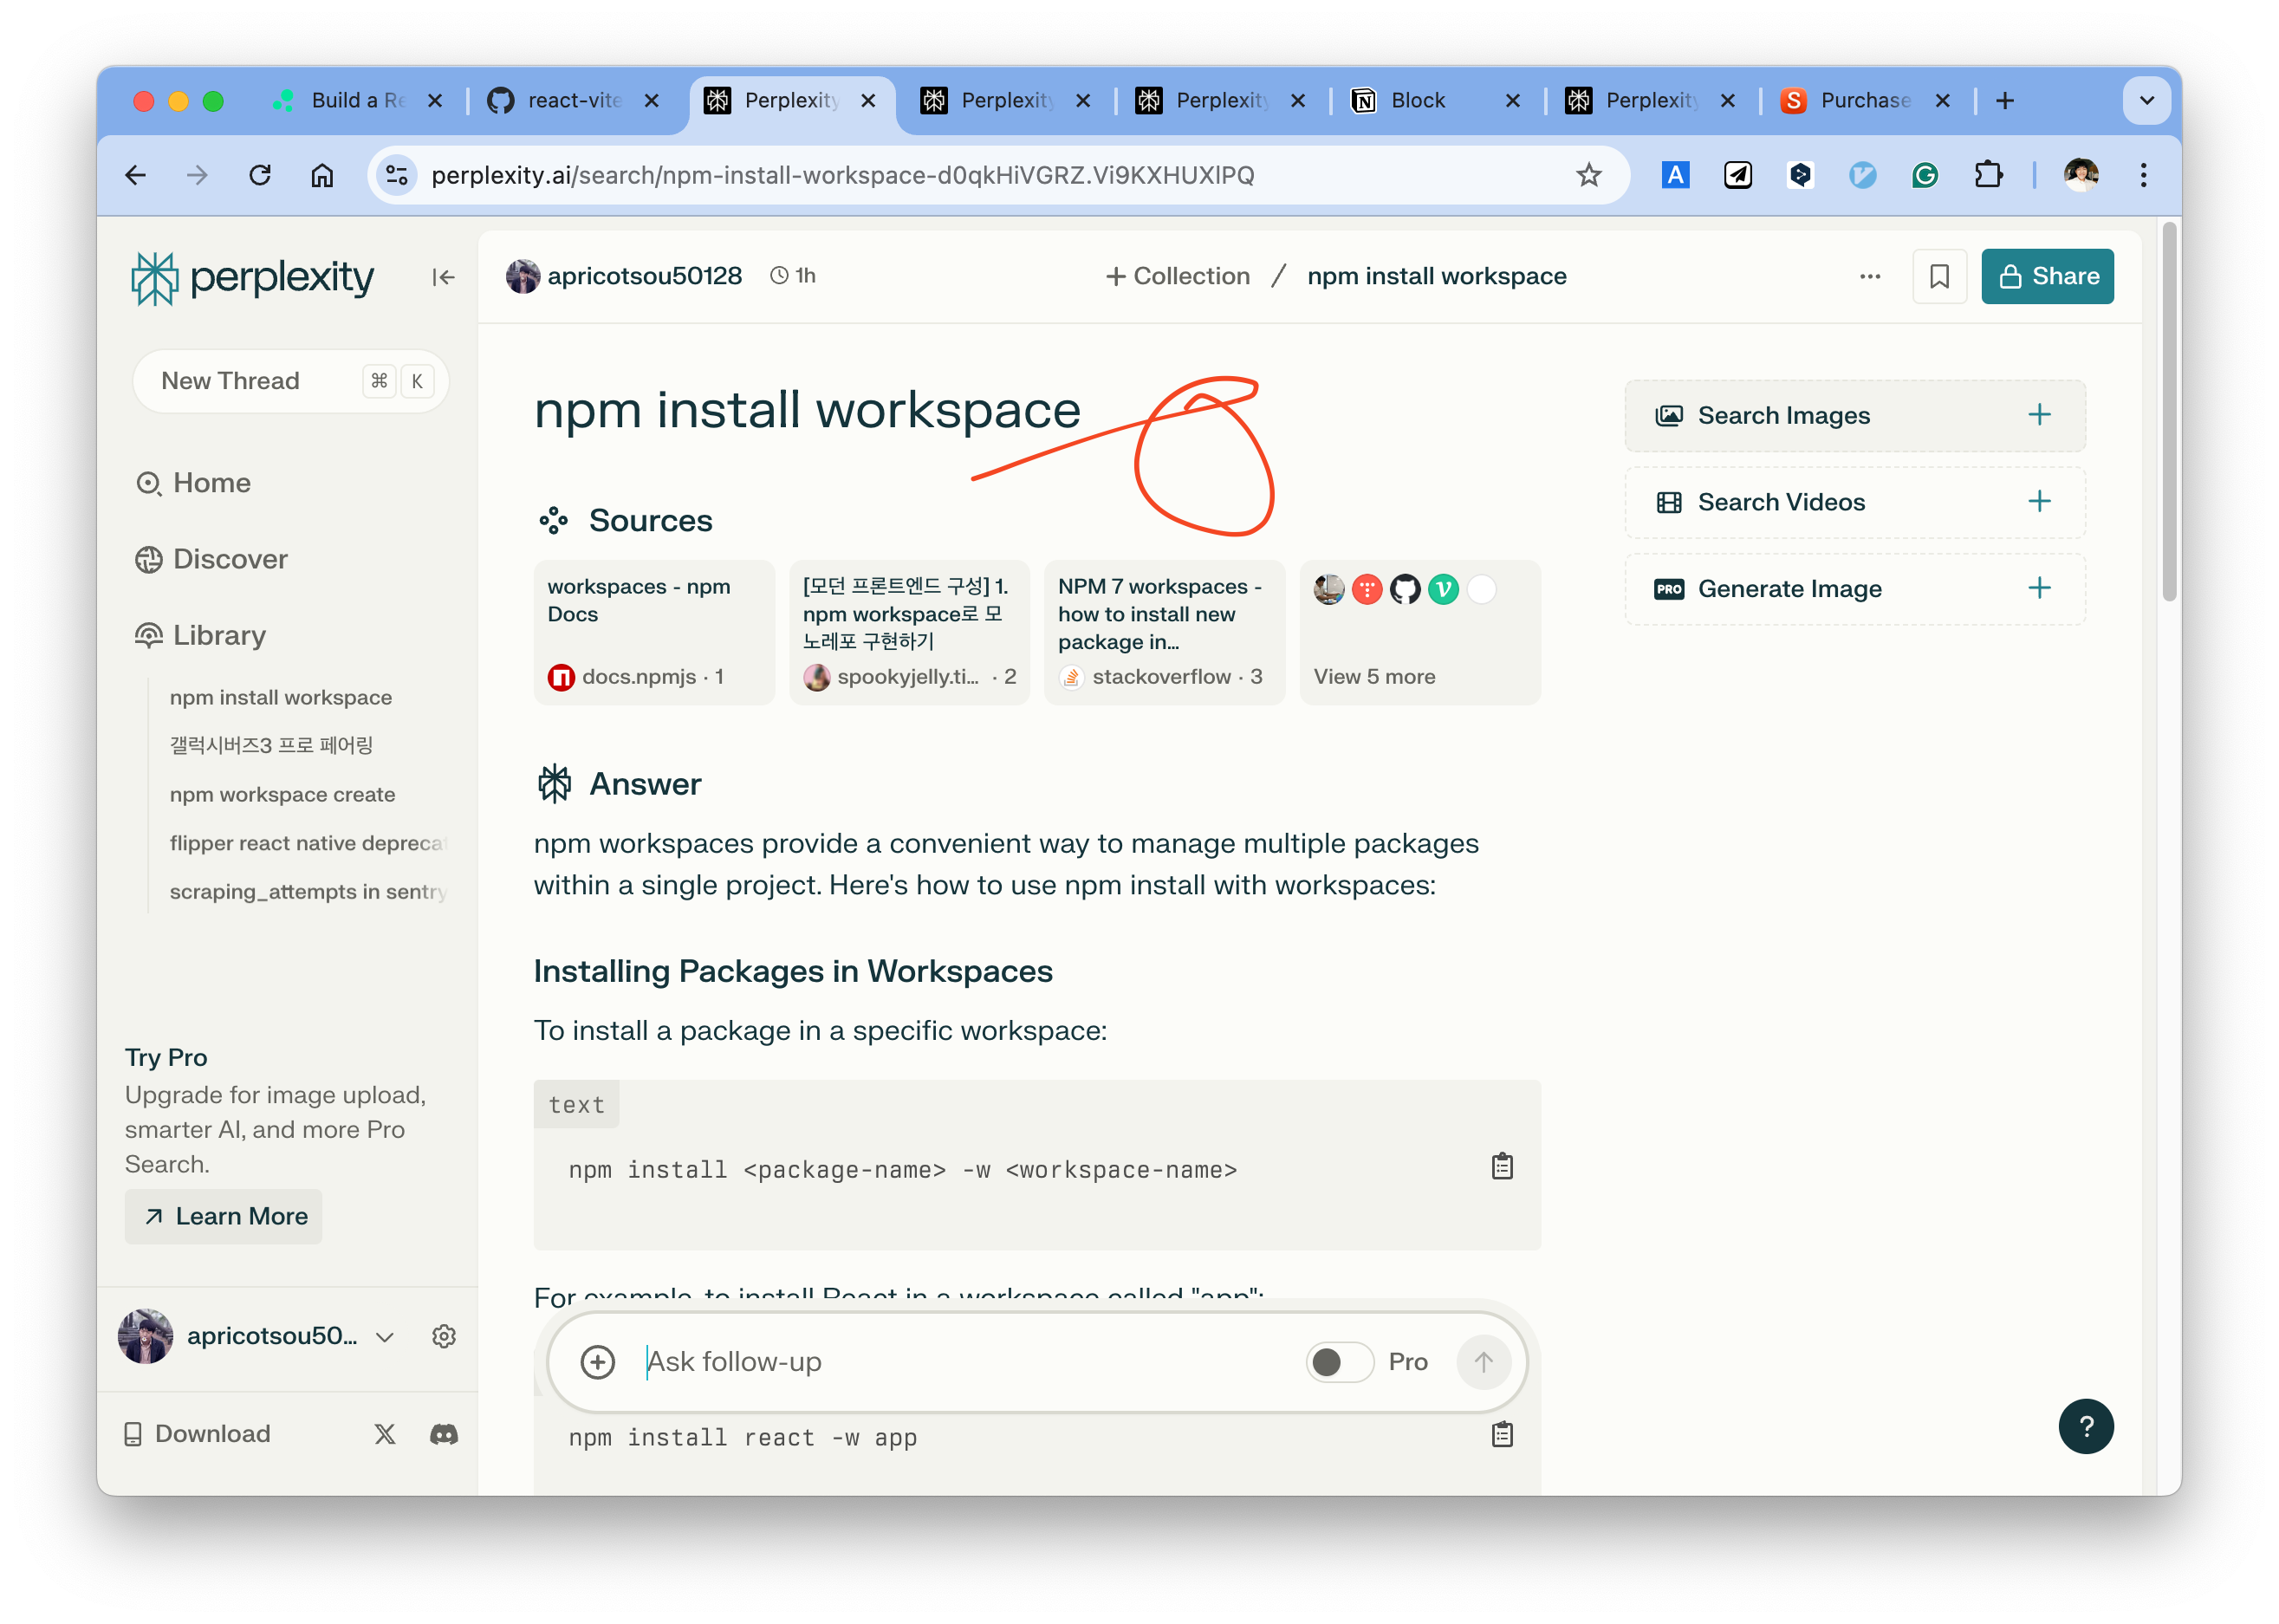 Build a Re
react-vite
Perplexity
Perplexity
Perplexity
Block
Perplexity
Purchase
perplexity.ai/search/npm-install-workspace-d0qkHiVGRZ.Vi9KXHUXlPQ
perplexity
New Thread
⌘ K
Home
Discover
Library
npm install workspace
갤럭시버즈3 프로 페어링
npm workspace create
flipper react native depreca
scraping_attempts in sentry
Try Pro
Upgrade for image upload,
smarter AI, and more Pro
Search.
Learn More
apricotsou50...
Download
apricotsou50128
1h
+ Collection / npm install workspace
Share
npm install workspace
Sources
workspaces - npm
Docs
docs.npmjs · 1
[모던 프론트엔드 구성] 1.
npm workspace로 모
노레포 구현하기
spookyjelly.ti... · 2
NPM 7 workspaces -
how to install new
package in...
stackoverflow · 3
View 5 more
Answer
npm workspaces provide a convenient way to manage multiple packages
within a single project. Here's how to use npm install with workspaces:
Installing Packages in Workspaces
To install a package in a specific workspace:
text
npm install <package-name> -w <workspace-name>
For example, to install React in a workspace called "app":
Ask follow-up
Pro
npm install react -w app
Search Images
Search Videos
PRO Generate Image
?